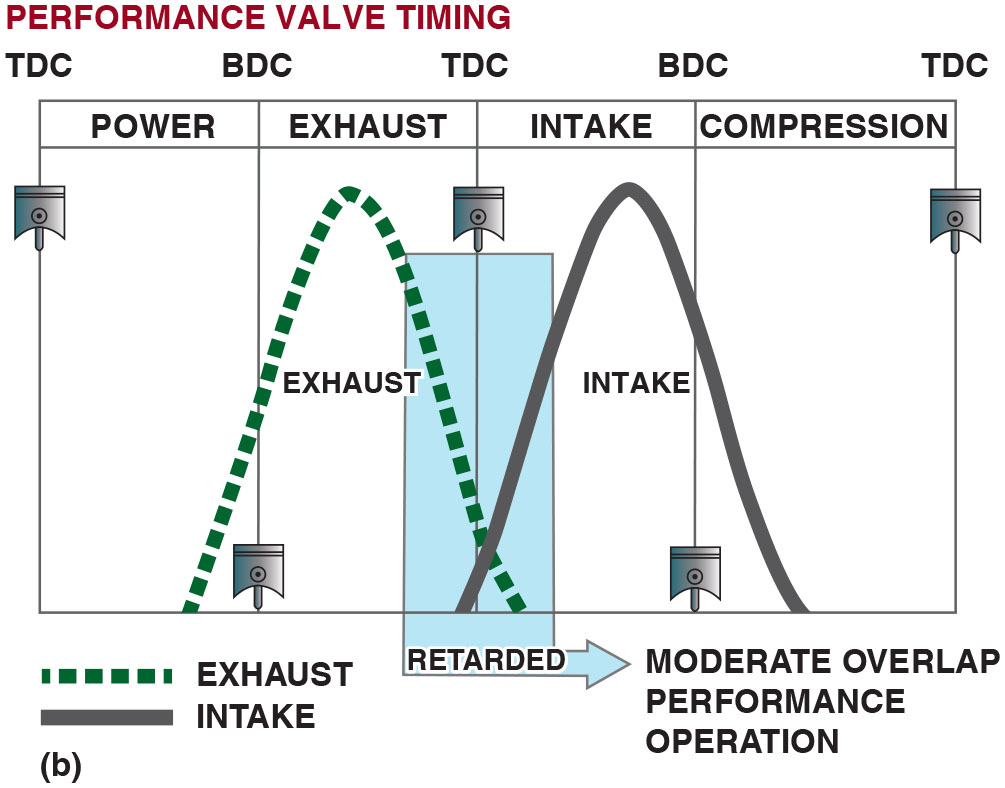 PERFORMANCE VALVE TIMING
TDC BDC TDC BDC TDC
POWER EXHAUST INTAKE COMPRESSION
EXHAUST INTAKE
RETARDED
MODERATE OVERLAP
PERFORMANCE
OPERATION
EXHAUST
INTAKE
(b)